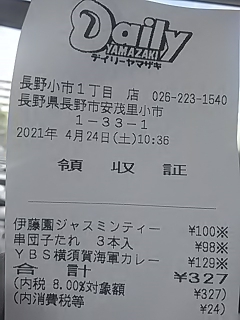 Daily
YAMAZAKI
デイリーヤマザキ
長野小市1丁目 店 026-223-1540
長野県長野市安茂里小市
1-33-1
2021年 4月24日(土)10:36
領収証
伊藤園ジャスミンティー ¥100※
串団子たれ 3本入 ¥98※
YBS横須賀海軍カレー ¥129※
合計 ¥327
(内税 8.00%対象額 ¥327)
(内消費税等 ¥24)